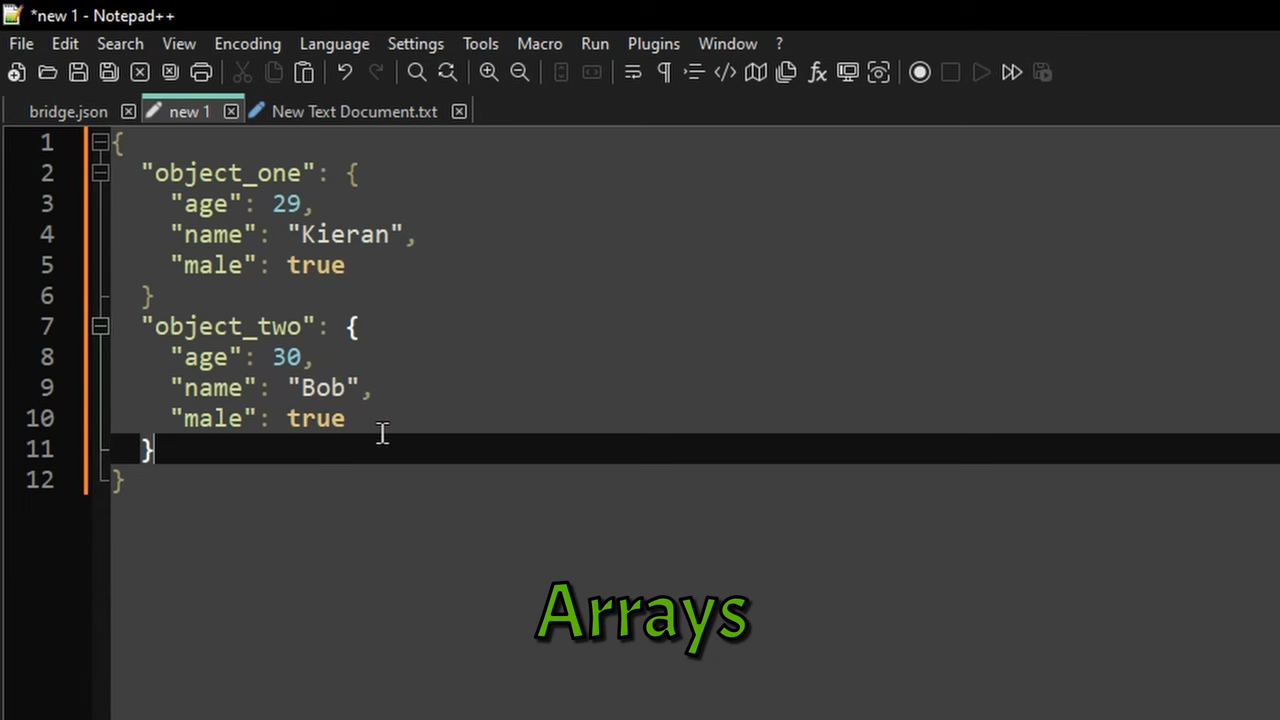 *new 1 - Notepad++
File Edit Search View Encoding Language Settings Tools Macro Run Plugins Window ?
bridge.json new 1 New Text Document.txt
1 {
2 "object_one": {
3 "age": 29,
4 "name": "Kieran",
5 "male": true
6 }
7 "object_two": {
8 "age": 30,
9 "name": "Bob",
10 "male": true
11 }
12 }
Arrays